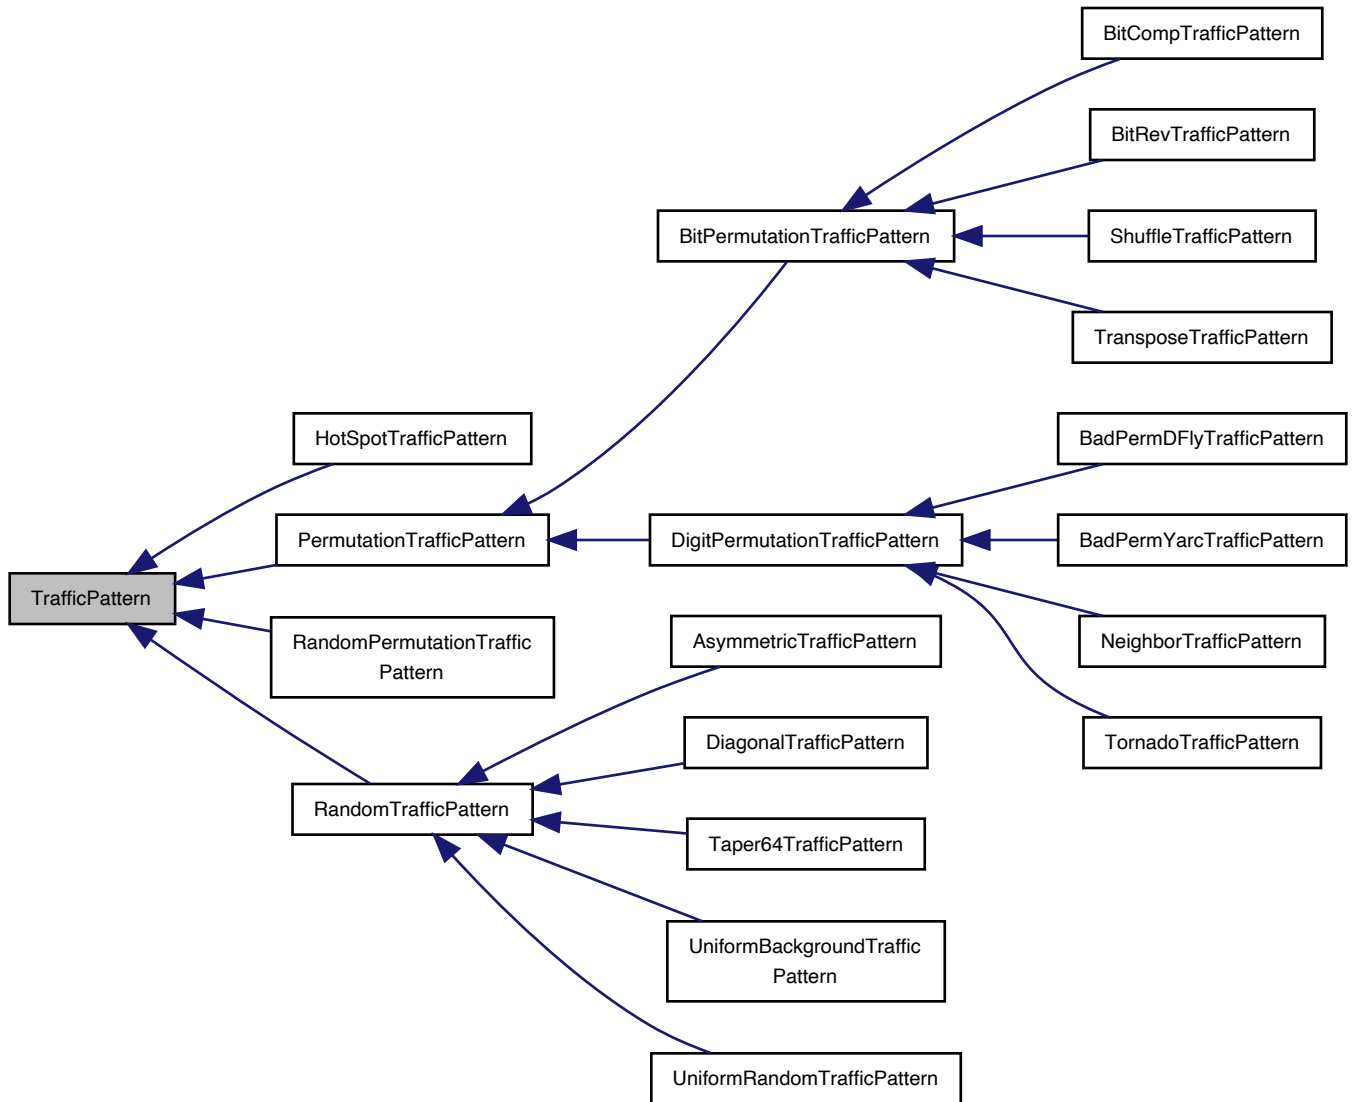 BitCompTrafficPattern
BitRevTrafficPattern
BitPermutationTrafficPattern
ShuffleTrafficPattern
TransposeTrafficPattern
HotSpotTrafficPattern
BadPermDFlyTrafficPattern
PermutationTrafficPattern
DigitPermutationTrafficPattern
BadPermYarcTrafficPattern
TrafficPattern
RandomPermutationTraffic
Pattern
AsymmetricTrafficPattern
NeighborTrafficPattern
DiagonalTrafficPattern
TornadoTrafficPattern
RandomTrafficPattern
Taper64TrafficPattern
UniformBackgroundTraffic
Pattern
UniformRandomTrafficPattern